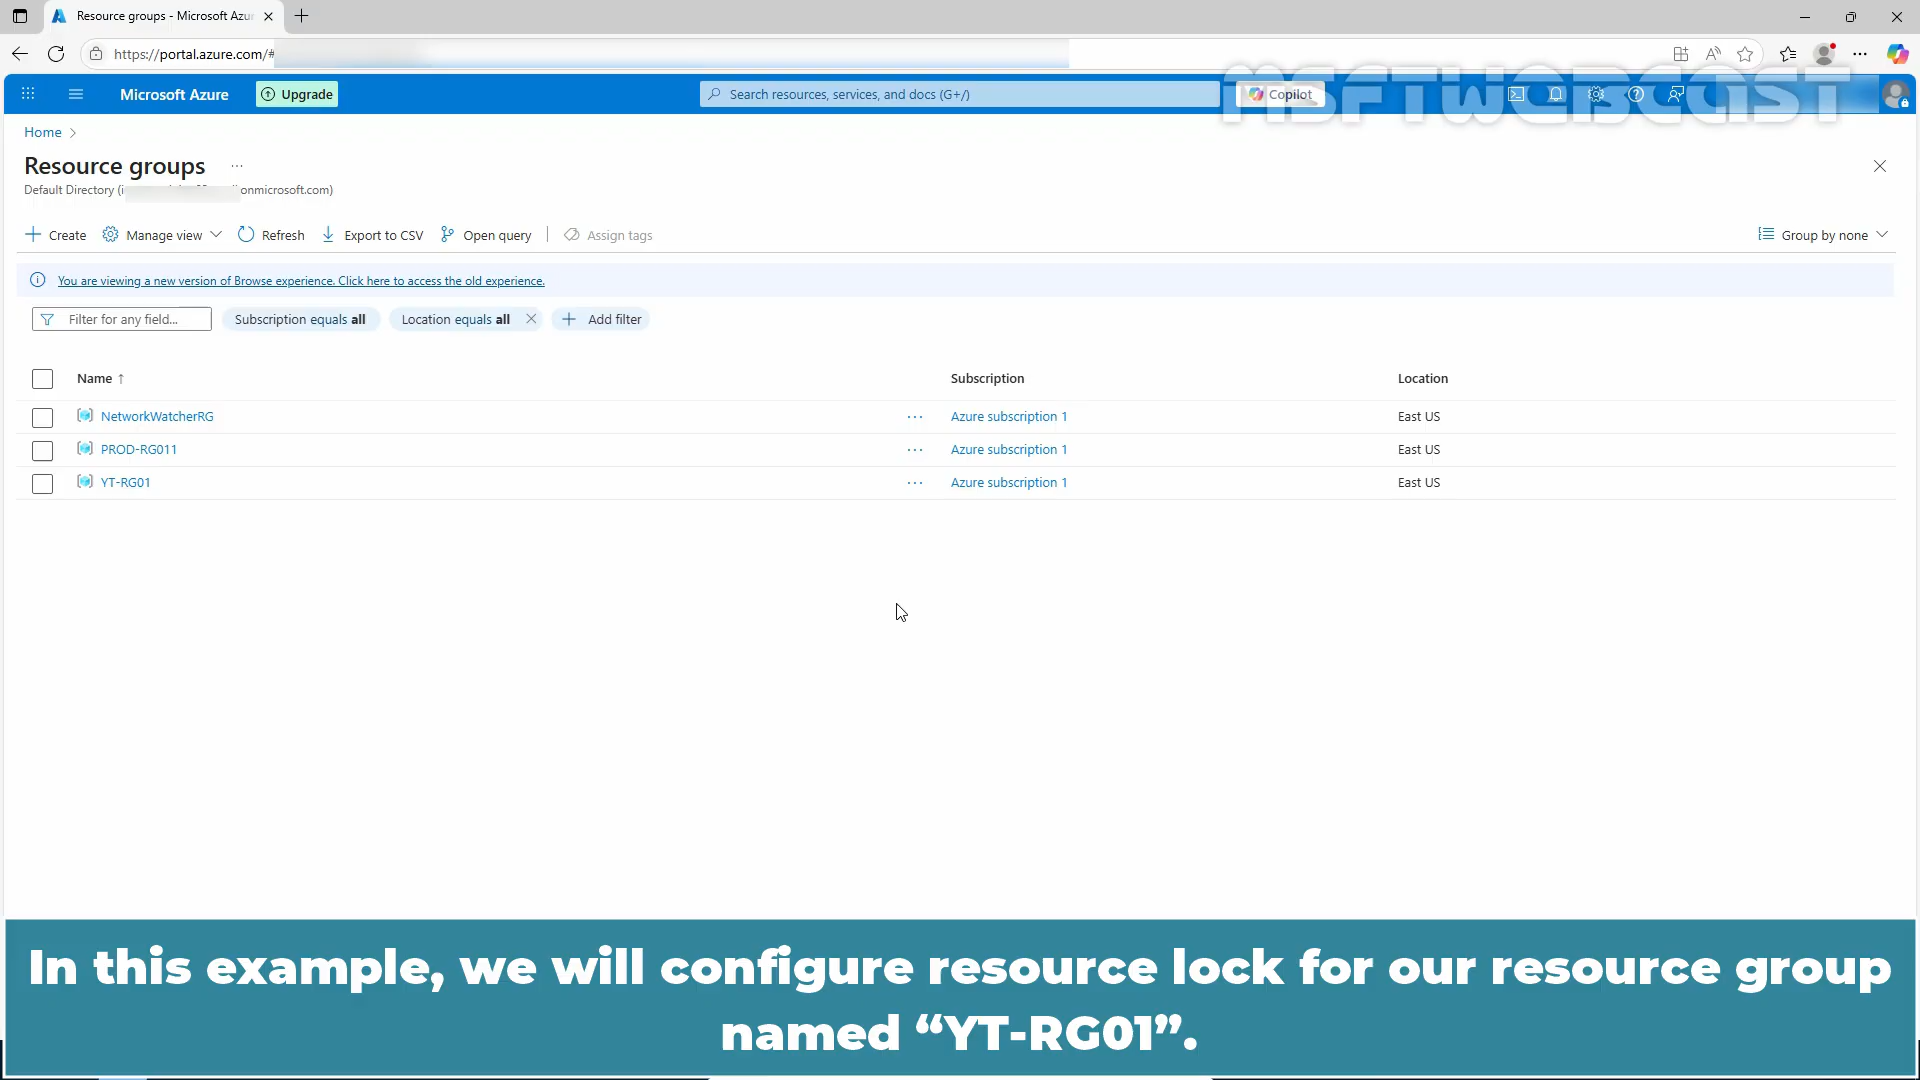 Resource groups - Microsoft Azu
https://portal.azure.com/#
Microsoft Azure
Upgrade
Search resources, services, and docs (G+/)
Copilot
MSFTWEBCAST
Home
Resource groups
Default Directory (i onmicrosoft.com)
Create
Manage view
Refresh
Export to CSV
Open query
Assign tags
Group by none
You are viewing a new version of Browse experience. Click here to access the old experience.
Filter for any field...
Subscription equals all
Location equals all
Add filter
Name ↑ Subscription Location
NetworkWatcherRG ... Azure subscription 1 East US
PROD-RG011 ... Azure subscription 1 East US
YT-RG01 ... Azure subscription 1 East US
In this example, we will configure resource lock for our resource group
named “YT-RG01”.